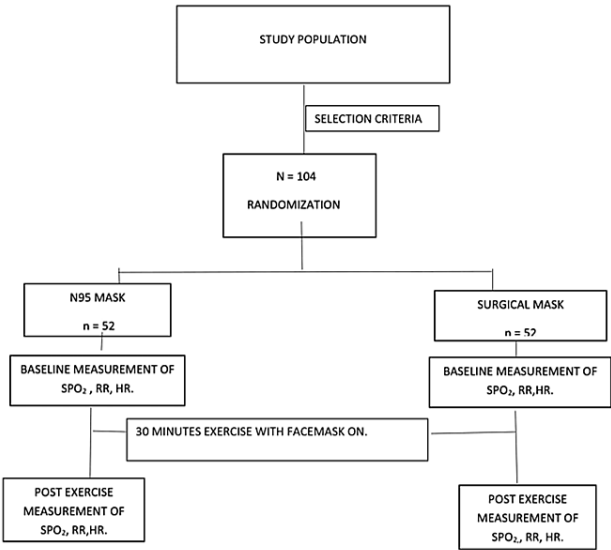 STUDY POPULATION
SELECTION CRITERIA
N = 104
RANDOMIZATION
N95 MASK
n = 52
SURGICAL MASK
n = 52
BASELINE MEASUREMENT OF
SPO₂ , RR, HR.
BASELINE MEASUREMENT OF
SPO₂, RR,HR.
30 MINUTES EXERCISE WITH FACEMASK ON.
POST EXERCISE
MEASUREMENT OF
SPO₂, RR,HR.
POST EXERCISE
MEASUREMENT OF
SPO₂, RR, HR.